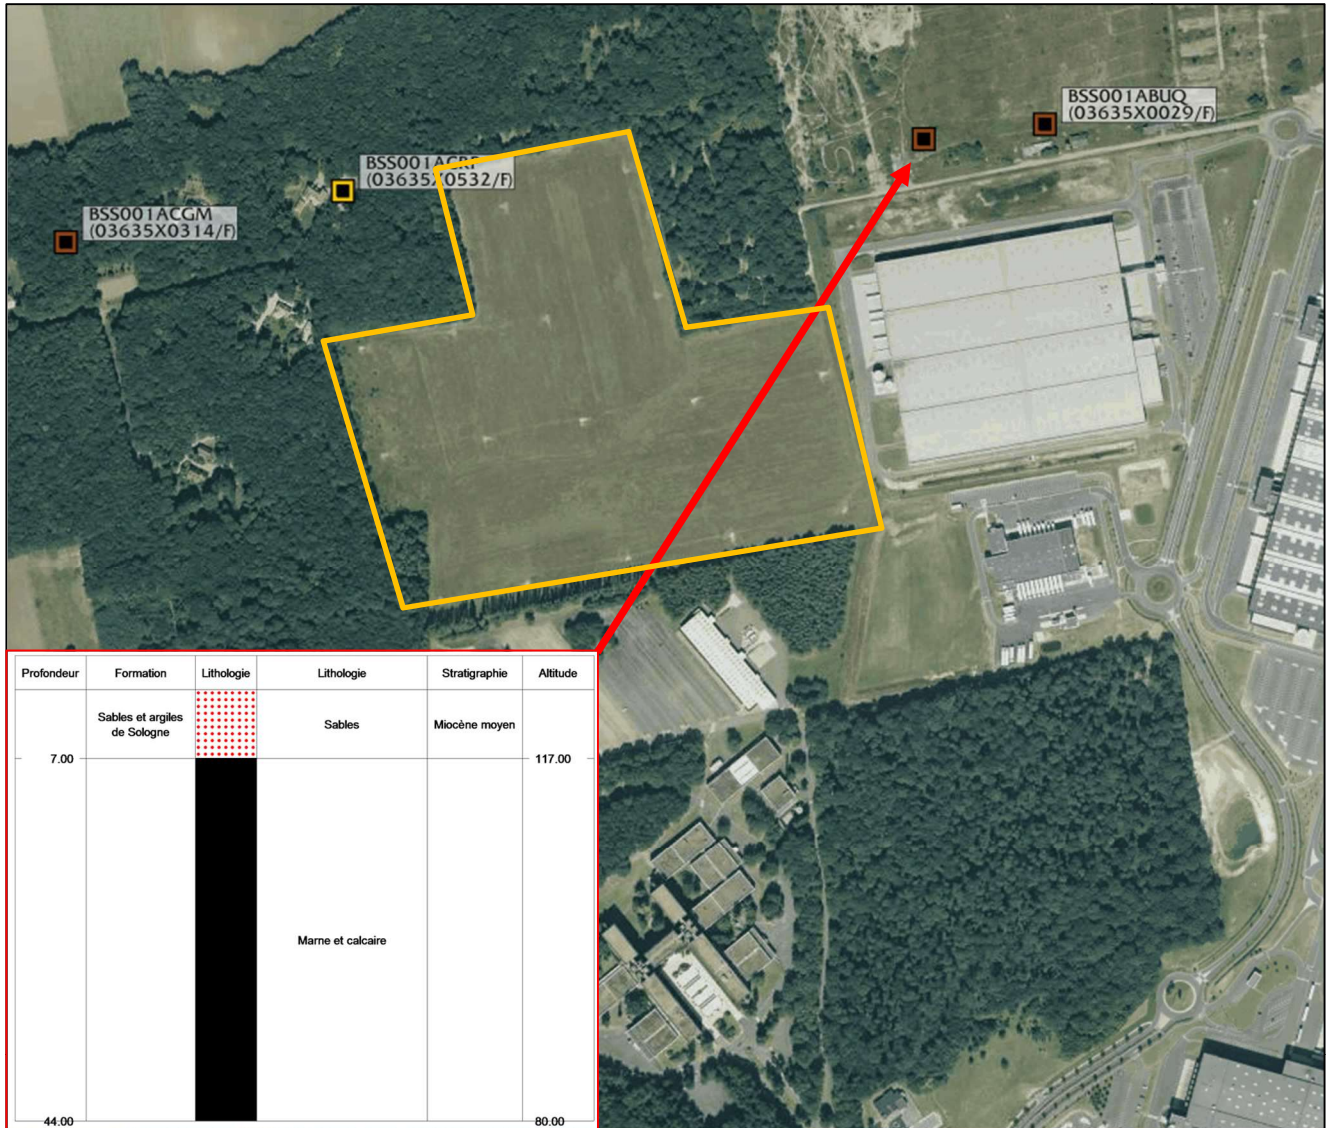 BSS001ABUQ
(03635X0029/F)
BSS001ACRF
(03635X0532/F)
BSS001ACGM
(03635X0314/F)
Profondeur Formation Lithologie Lithologie Stratigraphie Altitude
Sables et argiles
de Sologne Sables Miocène moyen
7.00 117.00
Marne et calcaire
44.00 80.00